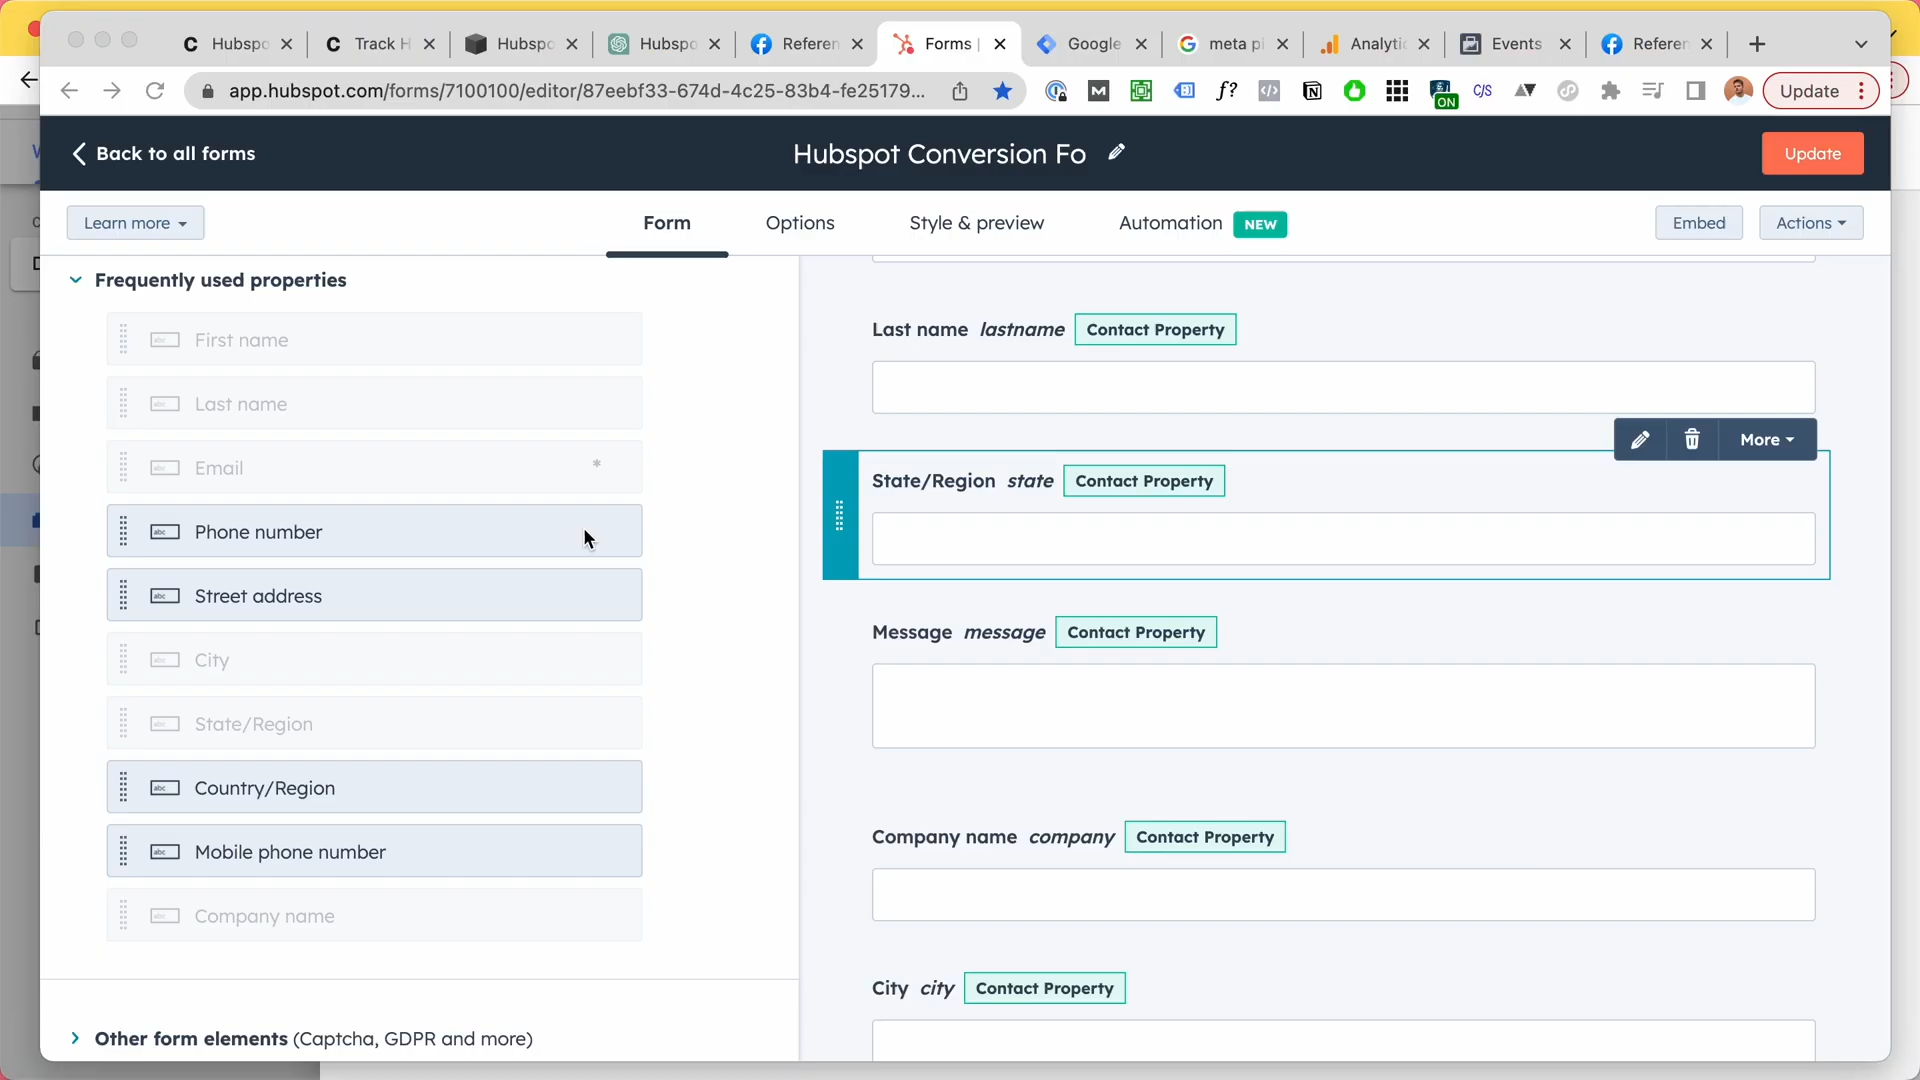 Hubspo
Track H
Hubspo
Hubspo
Referen
Forms |
Google
meta pi
Analytic
Events
Referen
app.hubspot.com/forms/7100100/editor/87eebf33-674d-4c25-83b4-fe25179...
ON
Update
Back to all forms
Hubspot Conversion Fo
Update
Learn more
Form
Options
Style & preview
Automation NEW
Embed
Actions
Frequently used properties
First name
Last name
Email *
Phone number
Street address
City
State/Region
Country/Region
Mobile phone number
Company name
Other form elements (Captcha, GDPR and more)
Last name lastname Contact Property
More
State/Region state Contact Property
Message message Contact Property
Company name company Contact Property
City city Contact Property